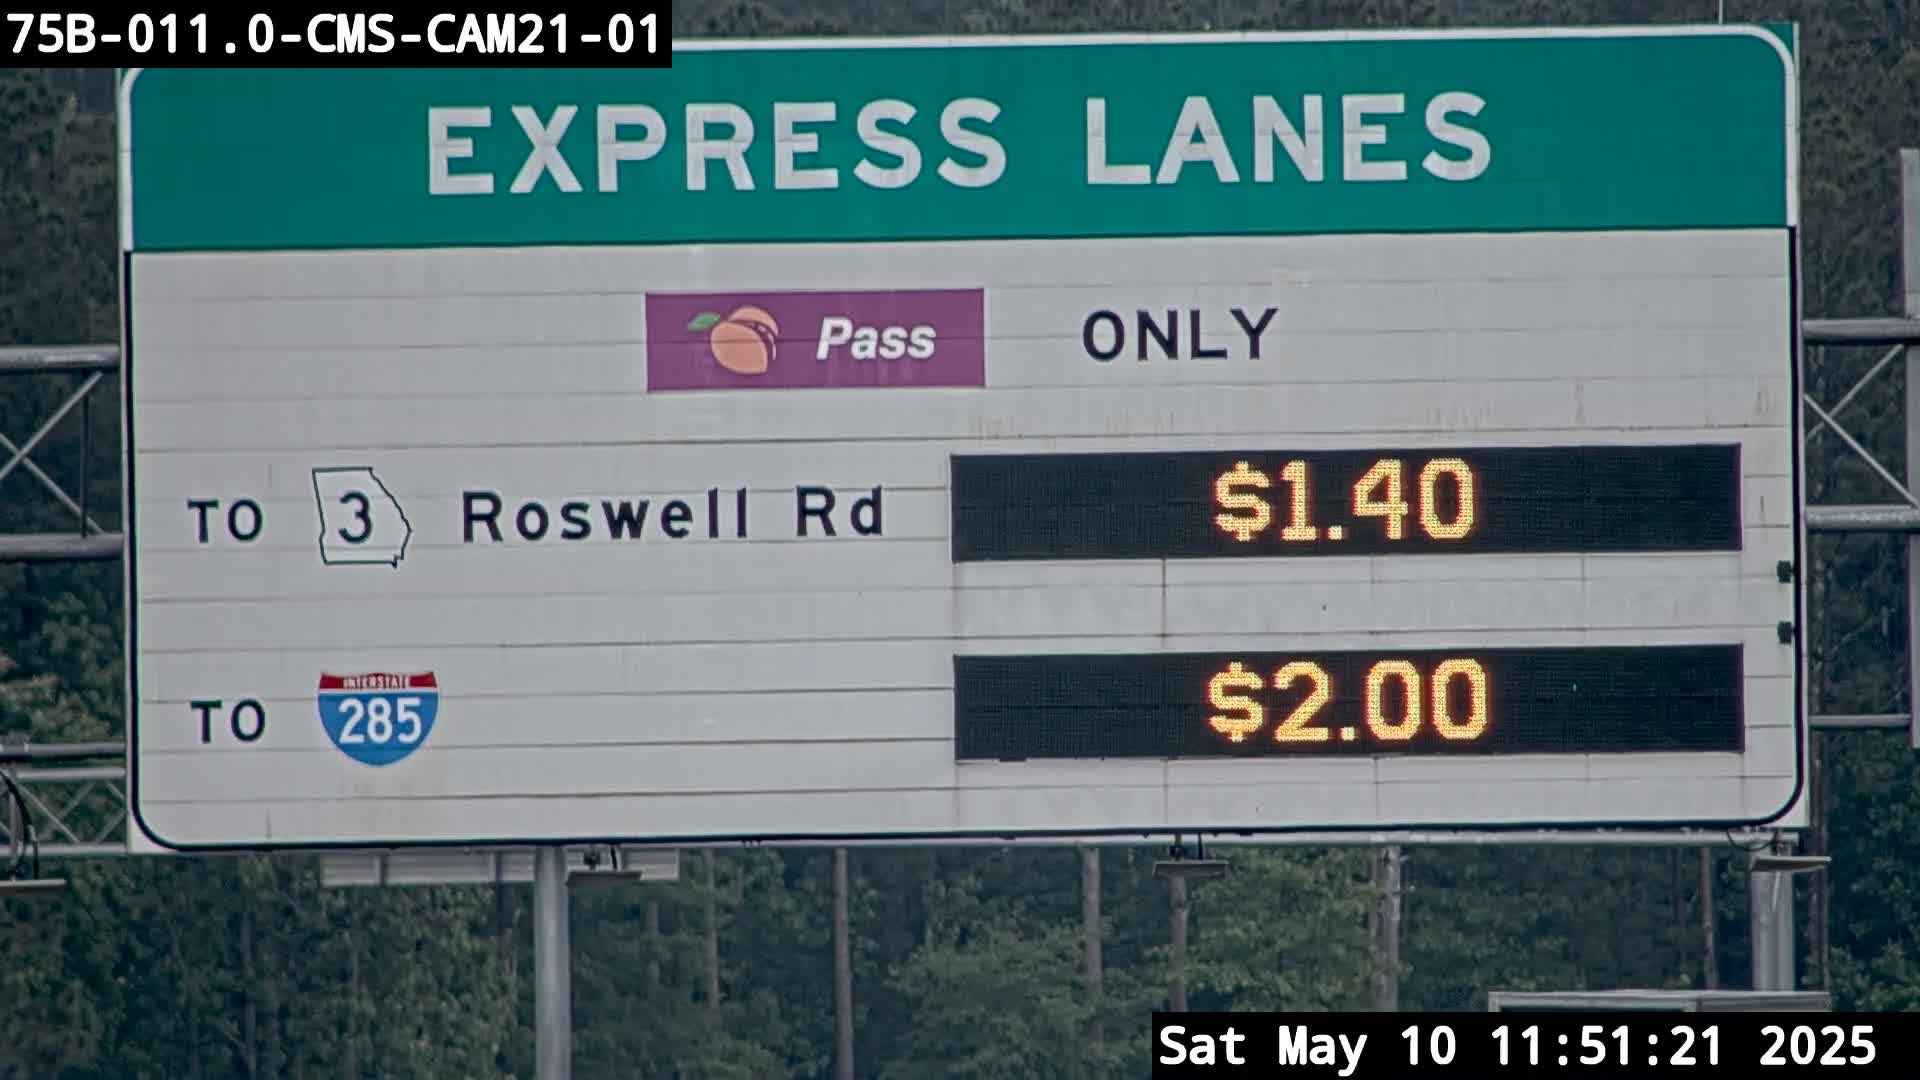 75B-011.0-CMS-CAM21-01
EXPRESS LANES
Pass ONLY
TO 3 Roswell Rd $1.40
TO INTERSTATE 285 $2.00
Sat May 10 11:51:21 2025